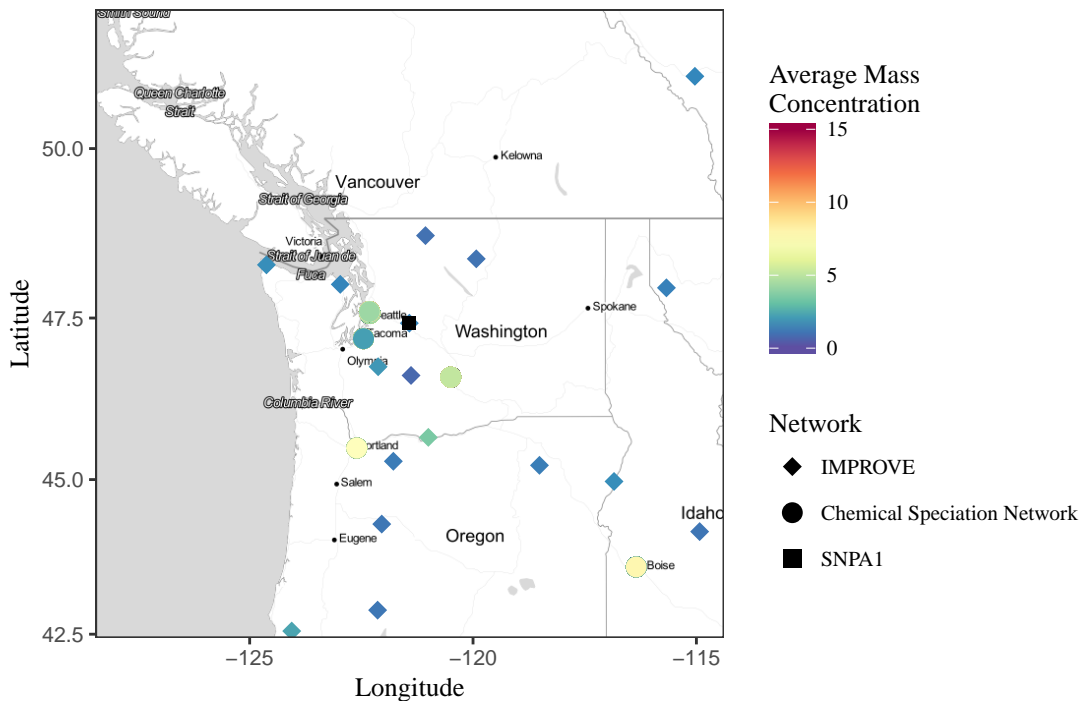 Smith Sound
Queen Charlotte
Strait
50.0
Kelowna
Vancouver
Strait of Georgia
Victoria
Strait of Juan de
Fuca
Spokane
47.5
eattle
Tacoma
Washington
Olympia
Columbia River
ortland
45.0
Salem
Idaho
Eugene
Oregon
Boise
42.5
−125
−120
−115
Latitude
Longitude
Average Mass
Concentration
15
10
5
0
Network
IMPROVE
Chemical Speciation Network
SNPA1